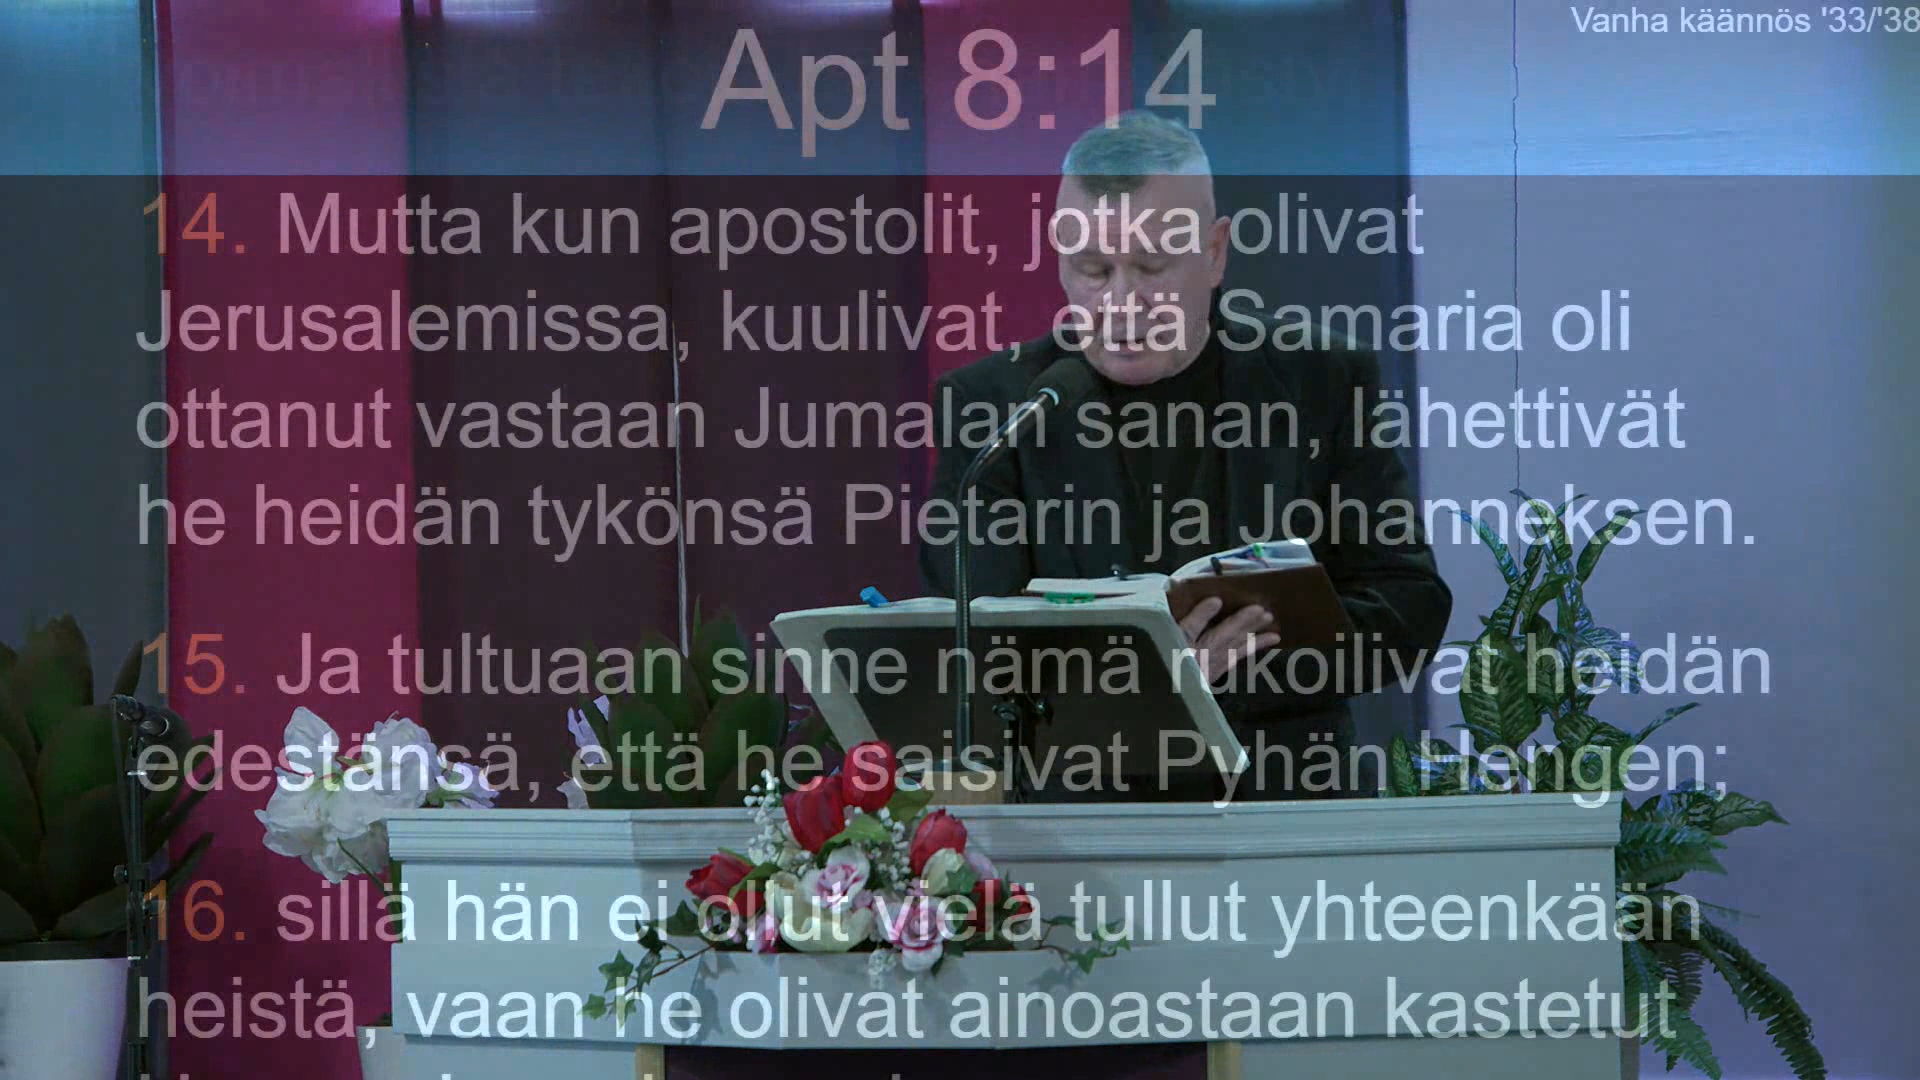 Vanha käännös '33/'38
Apt 8:14
14. Mutta kun apostolit, jotka olivat
Jerusalemissa, kuulivat, että Samaria oli
ottanut vastaan Jumalan sanan, lähettivät
he heidän tykönsä Pietarin ja Johanneksen.
15. Ja tultuaan sinne nämä rukoilivat heidän
edestänsä, että he saisivat Pyhän Hengen;
16. sillä hän ei ollut vielä tullut yhteenkään
heistä, vaan he olivat ainoastaan kastetut